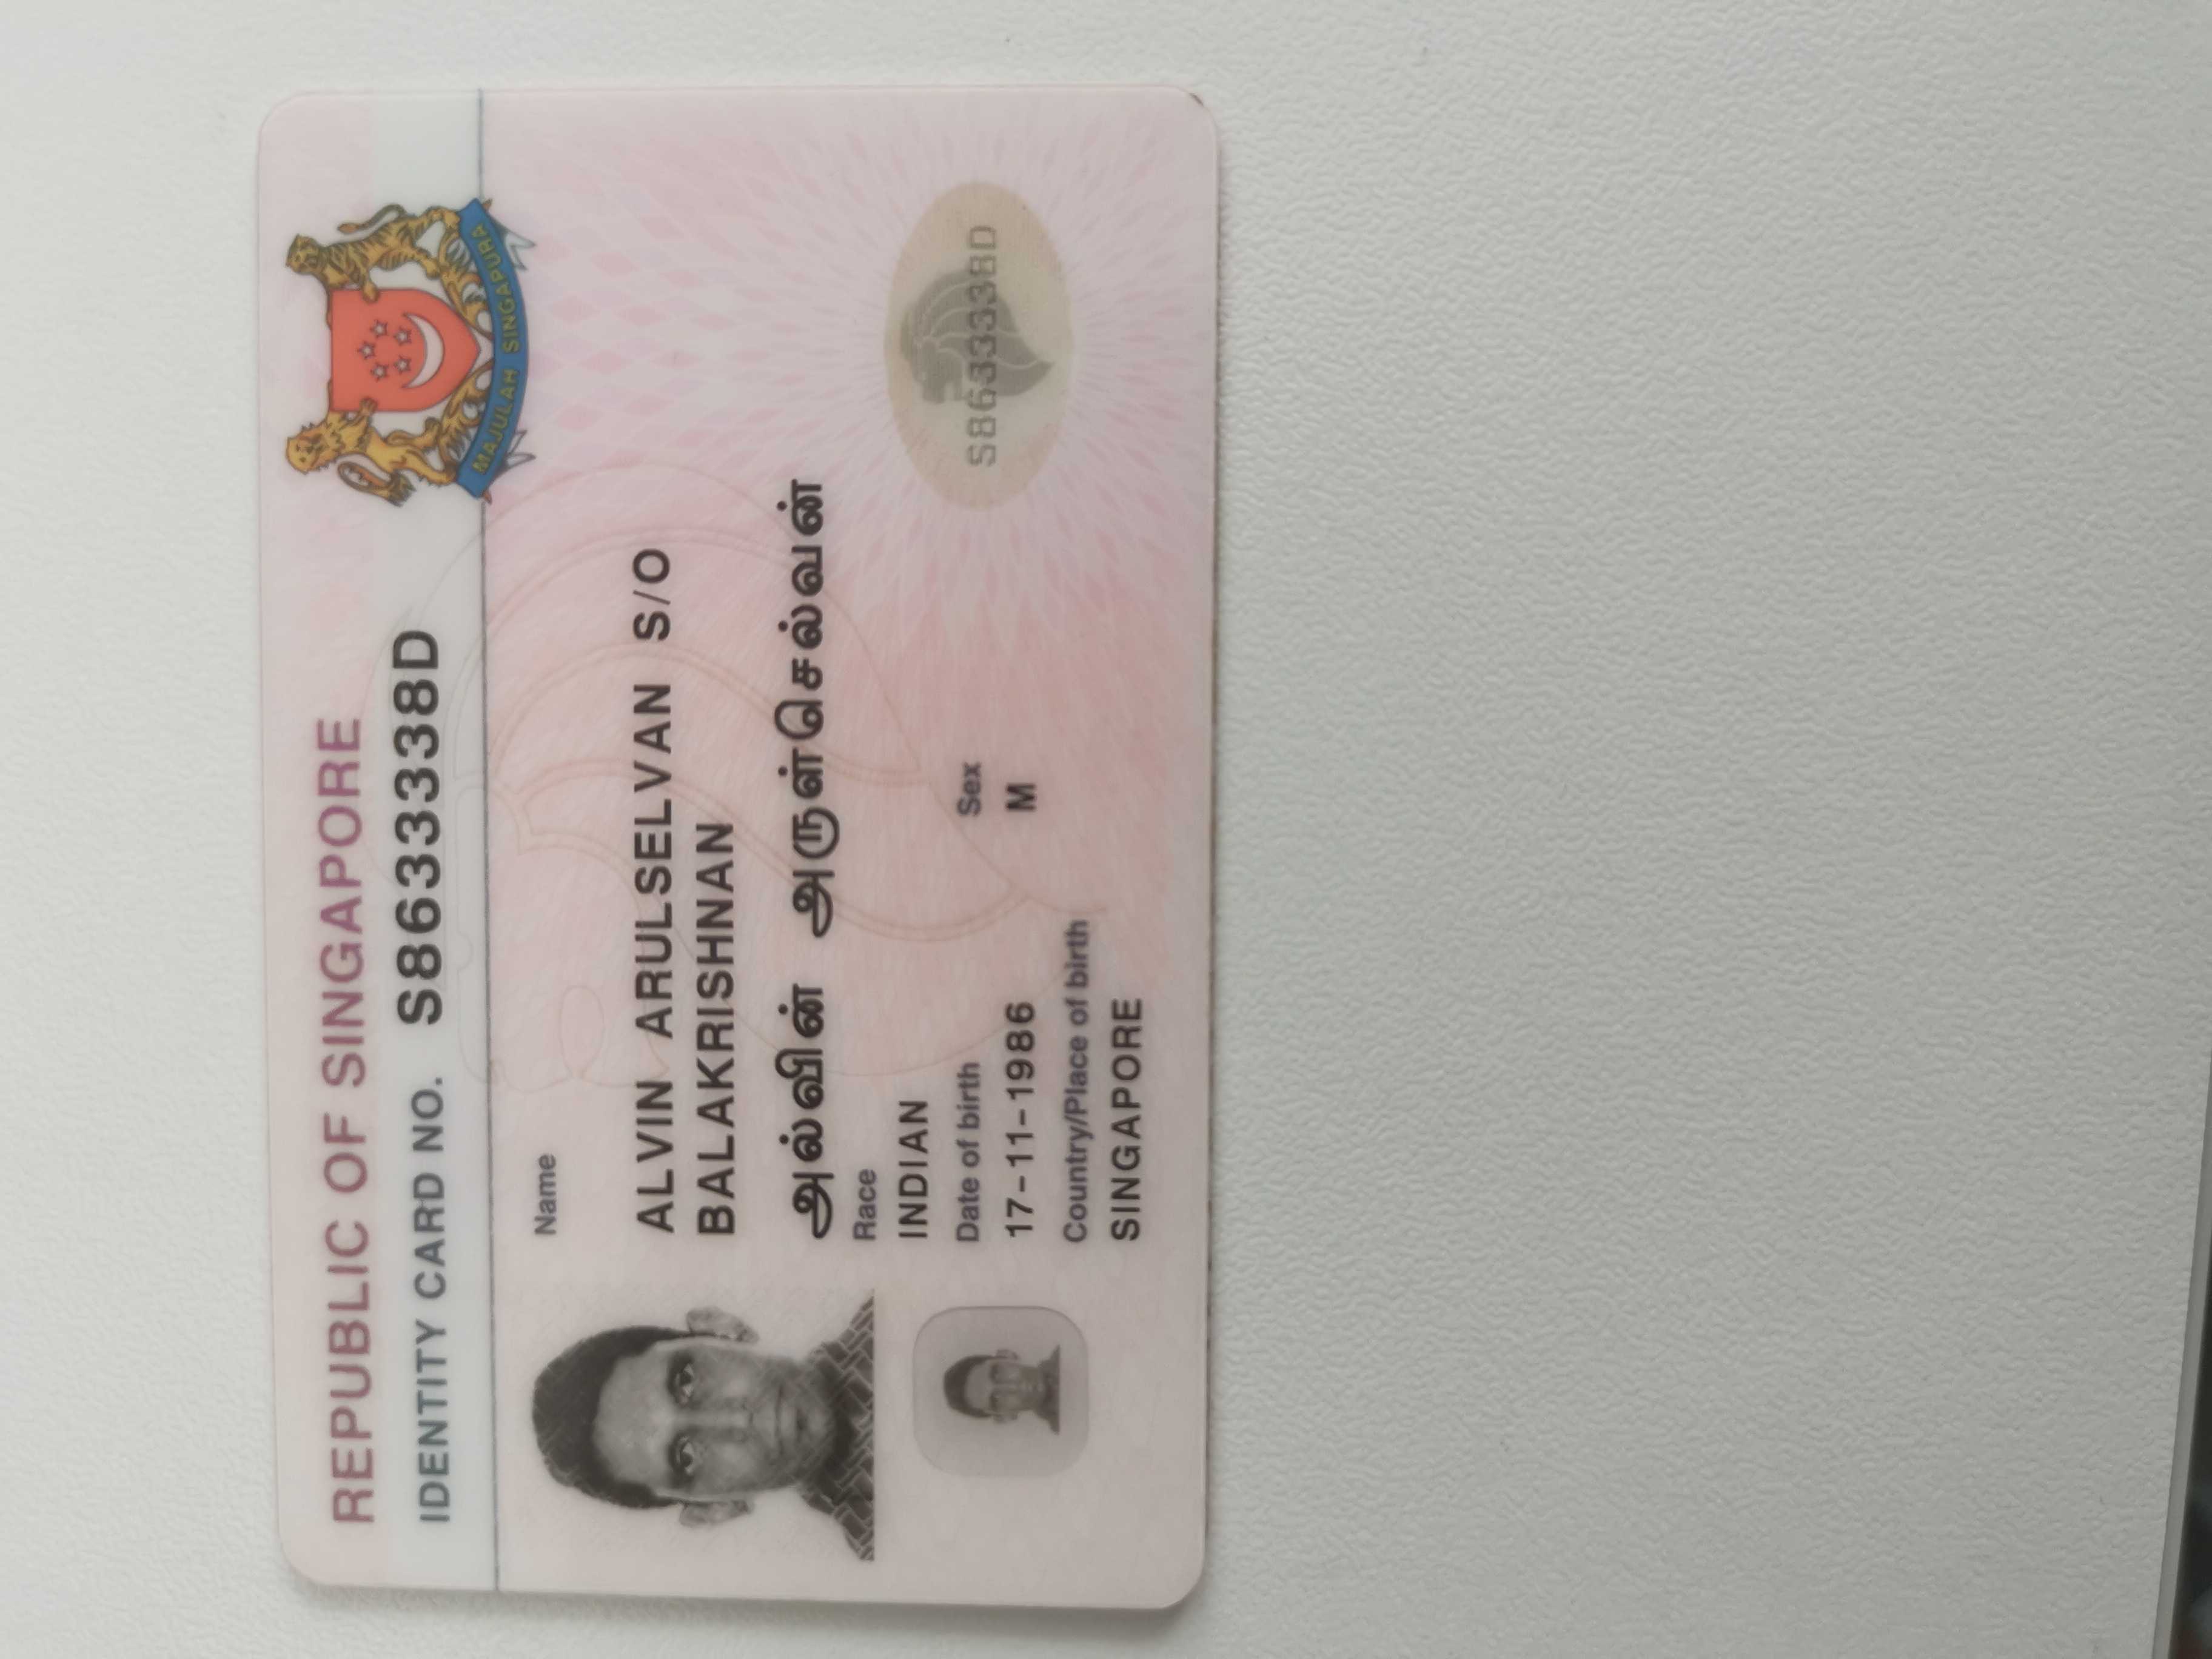 REPUBLIC OF SINGAPORE
IDENTITY CARD NO. S8633338D
MAJULAH SINGAPURA
Name
ALVIN ARULSELVAN S/O
BALAKRISHNAN
அல்வின் அருள்செல்வன்
Race
INDIAN
Date of birth Sex
17-11-1986 M
Country/Place of birth
SINGAPORE
S8633338D